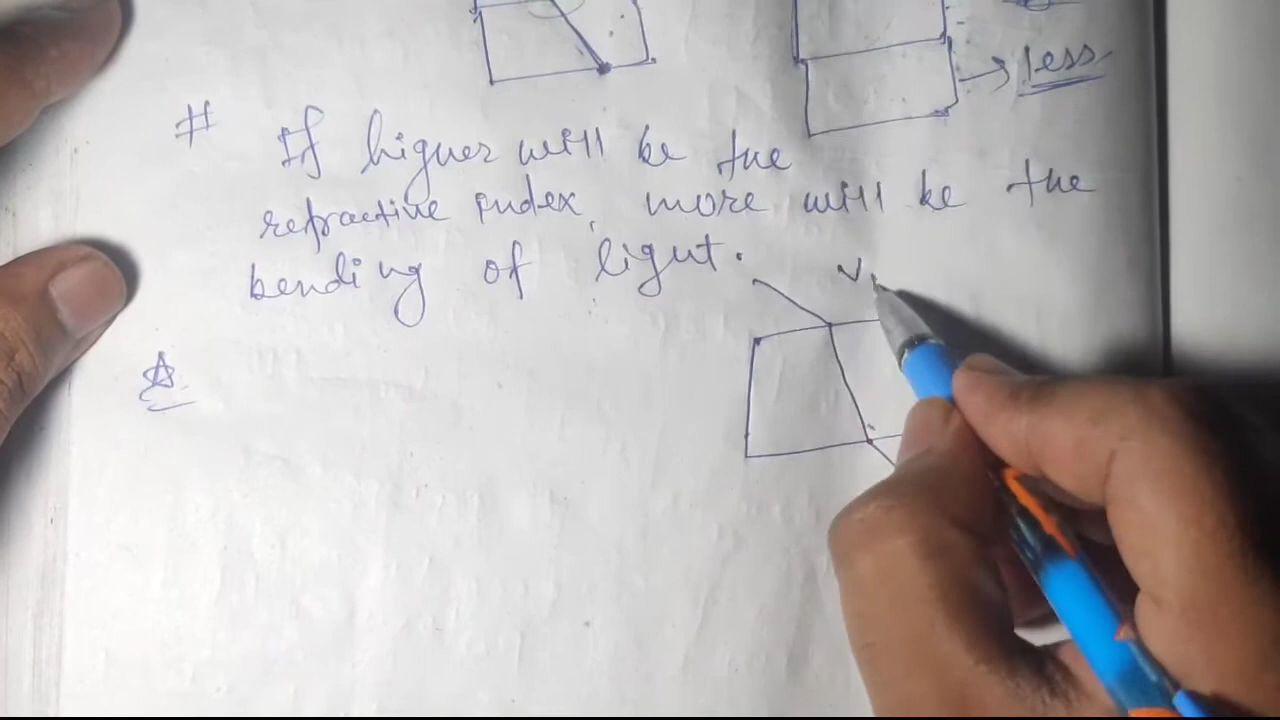 less
# If higher will be the
refractive index, more will be the
bending of light.